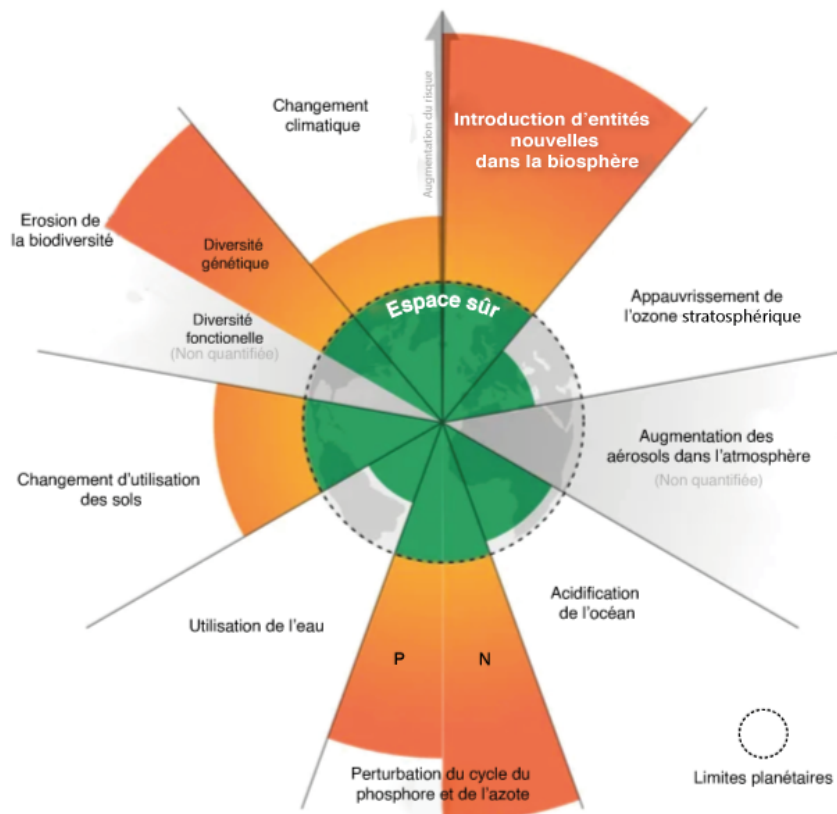 Changement
climatique
Augmentation du risque
Introduction d'entités
nouvelles
dans la biosphère
Erosion de
la biodiversité
Diversité
génétique
Espace sûr
Appauvrissement de
l'ozone stratosphérique
Diversité
fonctionelle
(Non quantifiée)
Augmentation des
aérosols dans l'atmosphère
(Non quantifiée)
Changement d'utilisation
des sols
Acidification
de l'océan
Utilisation de l'eau
P
N
Perturbation du cycle du
phosphore et de l'azote
Limites planétaires